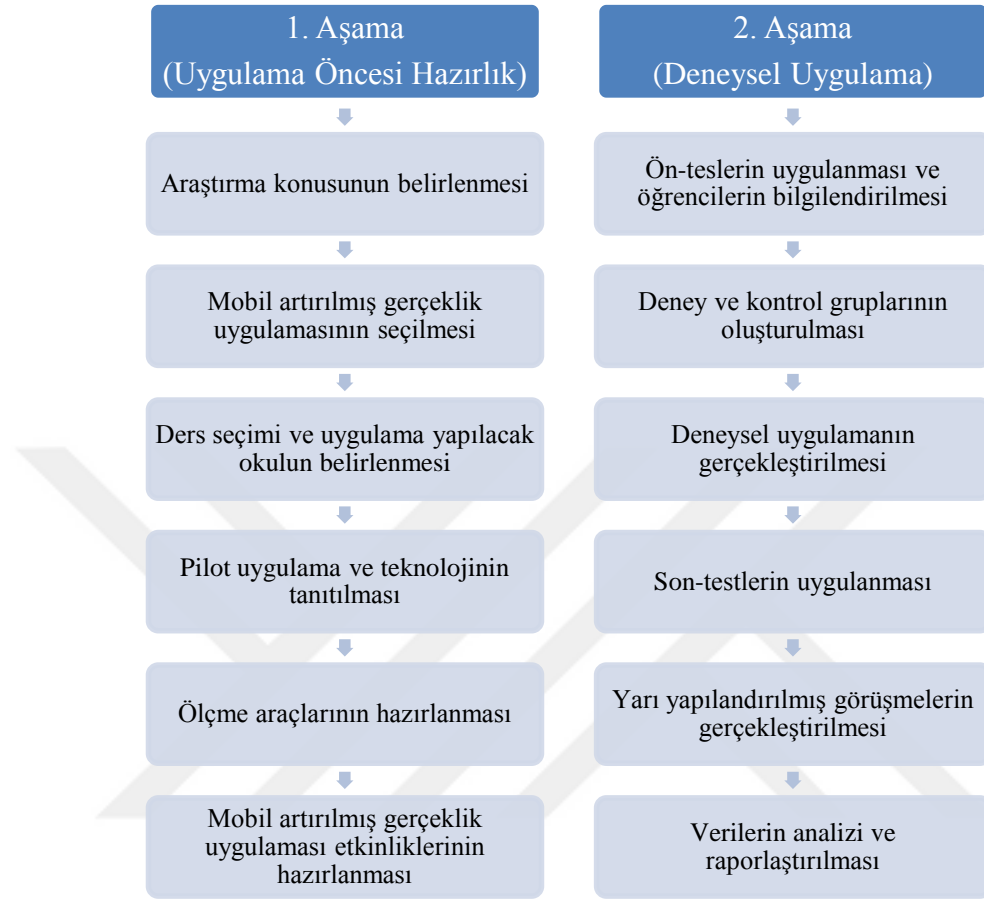 1. Aşama
(Uygulama Öncesi Hazırlık)
Araştırma konusunun belirlenmesi
Mobil artırılmış gerçeklik
uygulamasının seçilmesi
Ders seçimi ve uygulama yapılacak
okulun belirlenmesi
Pilot uygulama ve teknolojinin
tanıtılması
Ölçme araçlarının hazırlanması
Mobil artırılmış gerçeklik
uygulaması etkinliklerinin
hazırlanması
2. Aşama
(Deneysel Uygulama)
Ön-teslerin uygulanması ve
öğrencilerin bilgilendirilmesi
Deney ve kontrol gruplarının
oluşturulması
Deneysel uygulamanın
gerçekleştirilmesi
Son-testlerin uygulanması
Yarı yapılandırılmış görüşmelerin
gerçekleştirilmesi
Verilerin analizi ve
raporlaştırılması